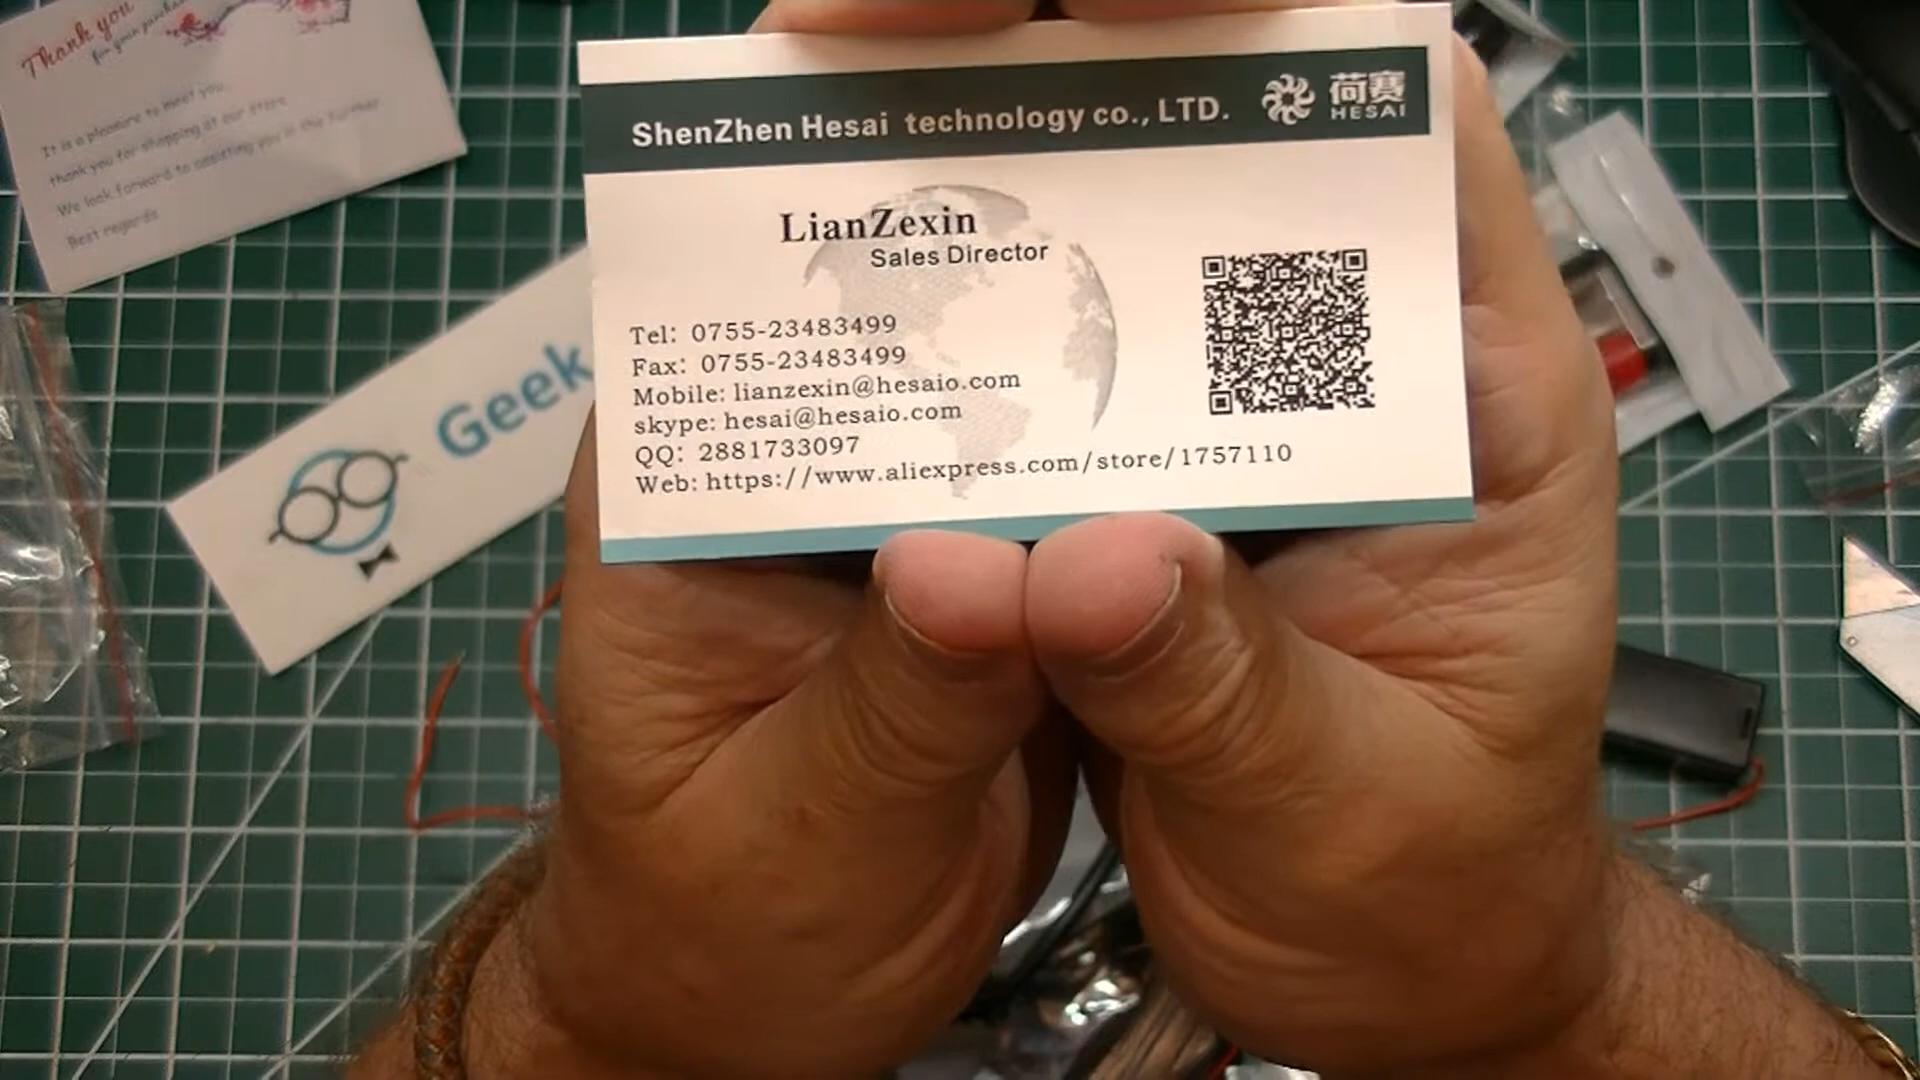 Thank you
for your purchase
It is a pleasure to meet you.
thank you for shopping at our store
We look forward to assisting you in the further
Best regards
Geek
ShenZhen Hesai technology co., LTD.
荷赛
HESAI
LianZexin
Sales Director
Tel: 0755-23483499
Fax: 0755-23483499
Mobile: lianzexin@hesaio.com
skype: hesai@hesaio.com
QQ: 2881733097
Web: https://www.aliexpress.com/store/1757110